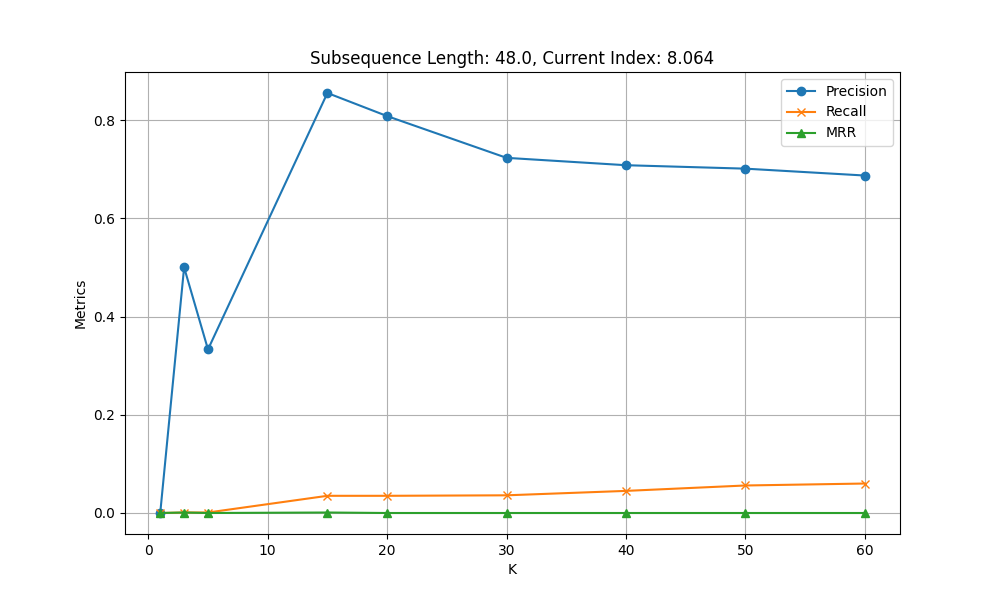 Subsequence Length: 48.0, Current Index: 8.064
Precision
Recall
MRR
Metrics
0.8
0.6
0.4
0.2
0.0
0 10 20 30 40 50 60
K